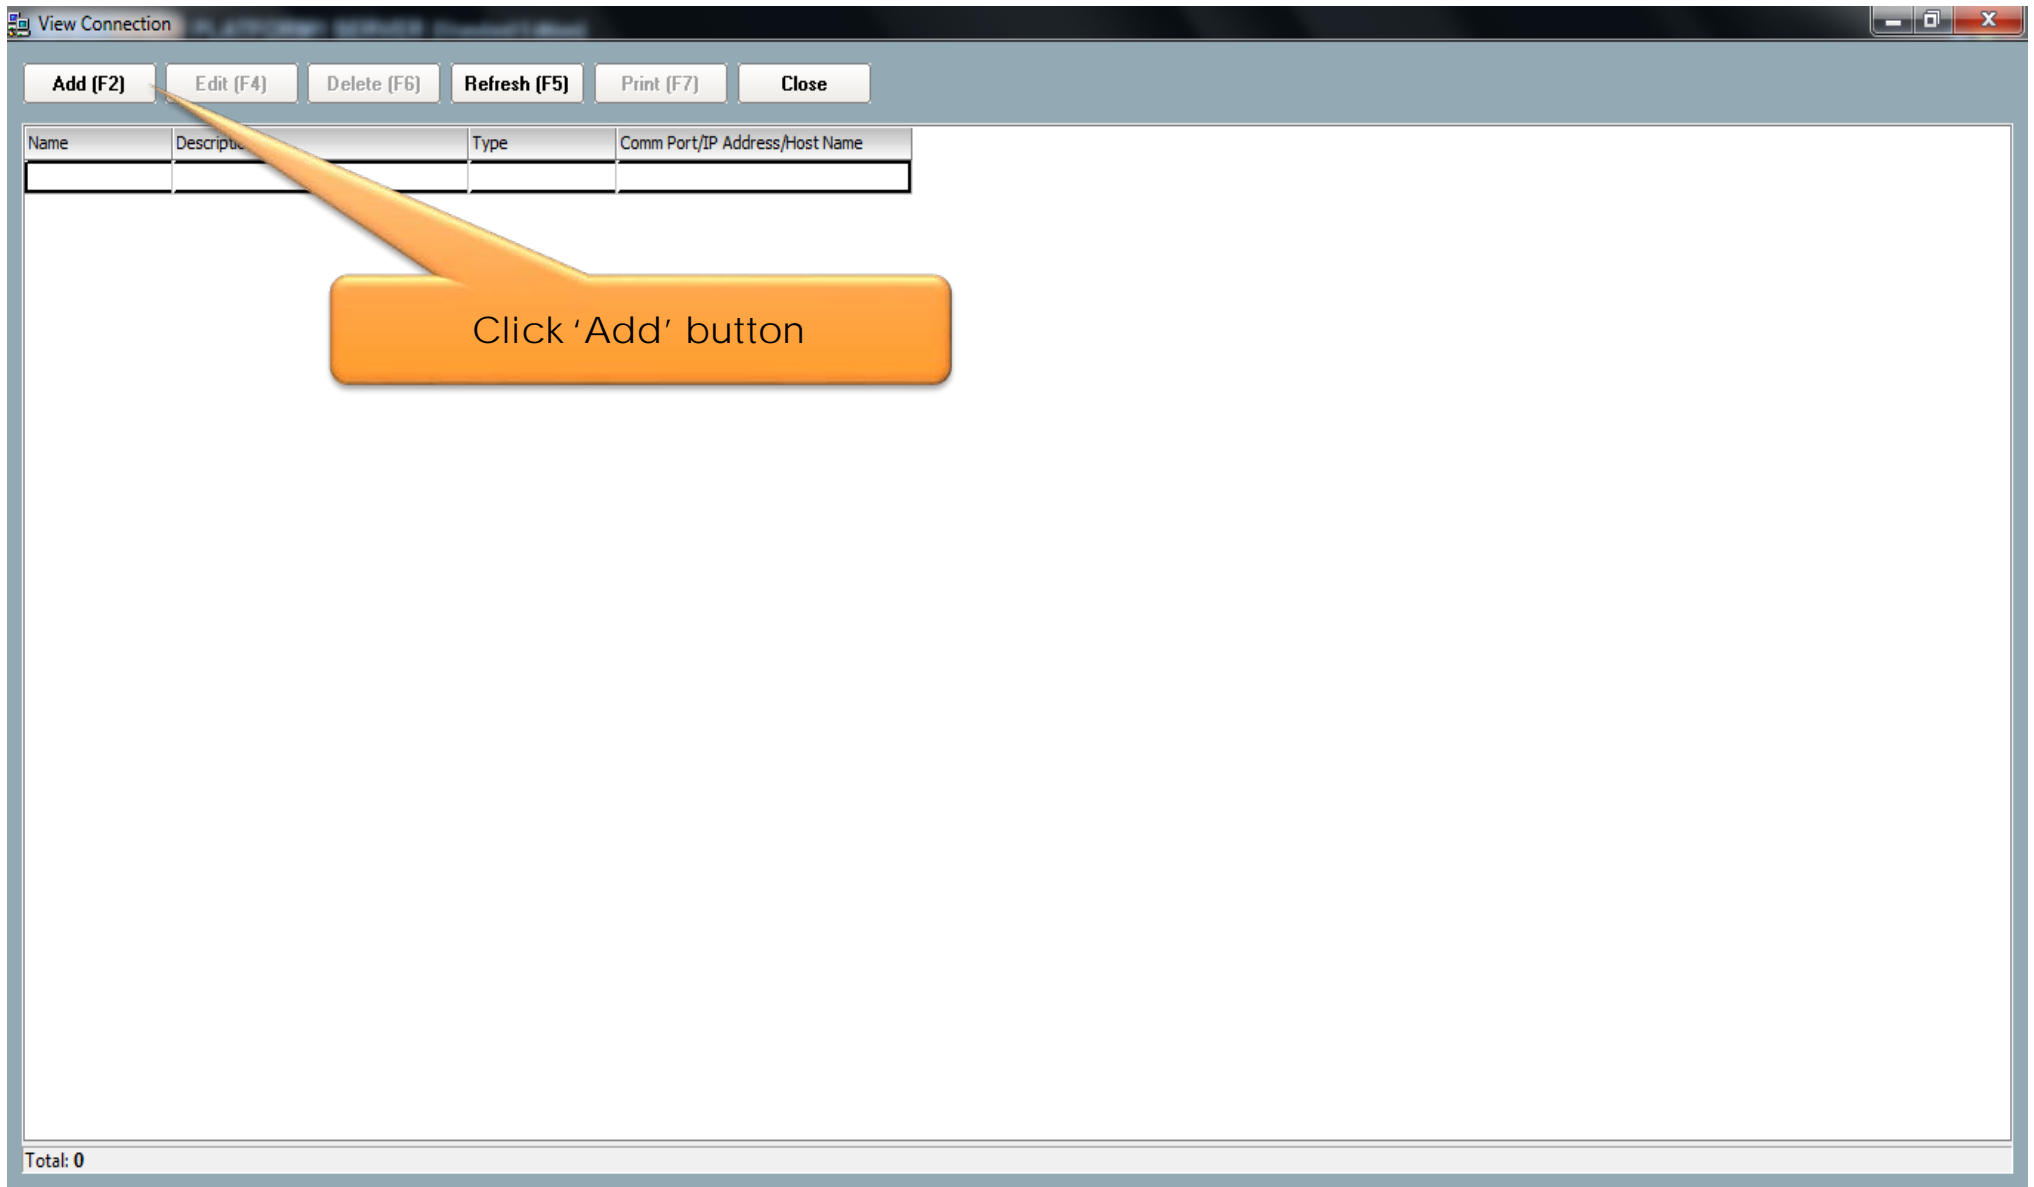 View Connection
Add (F2) Edit (F4) Delete (F6) Refresh (F5) Print (F7) Close
Name Type Comm Port/IP Address/Host Name
Click ‘Add’ button
Total: 0